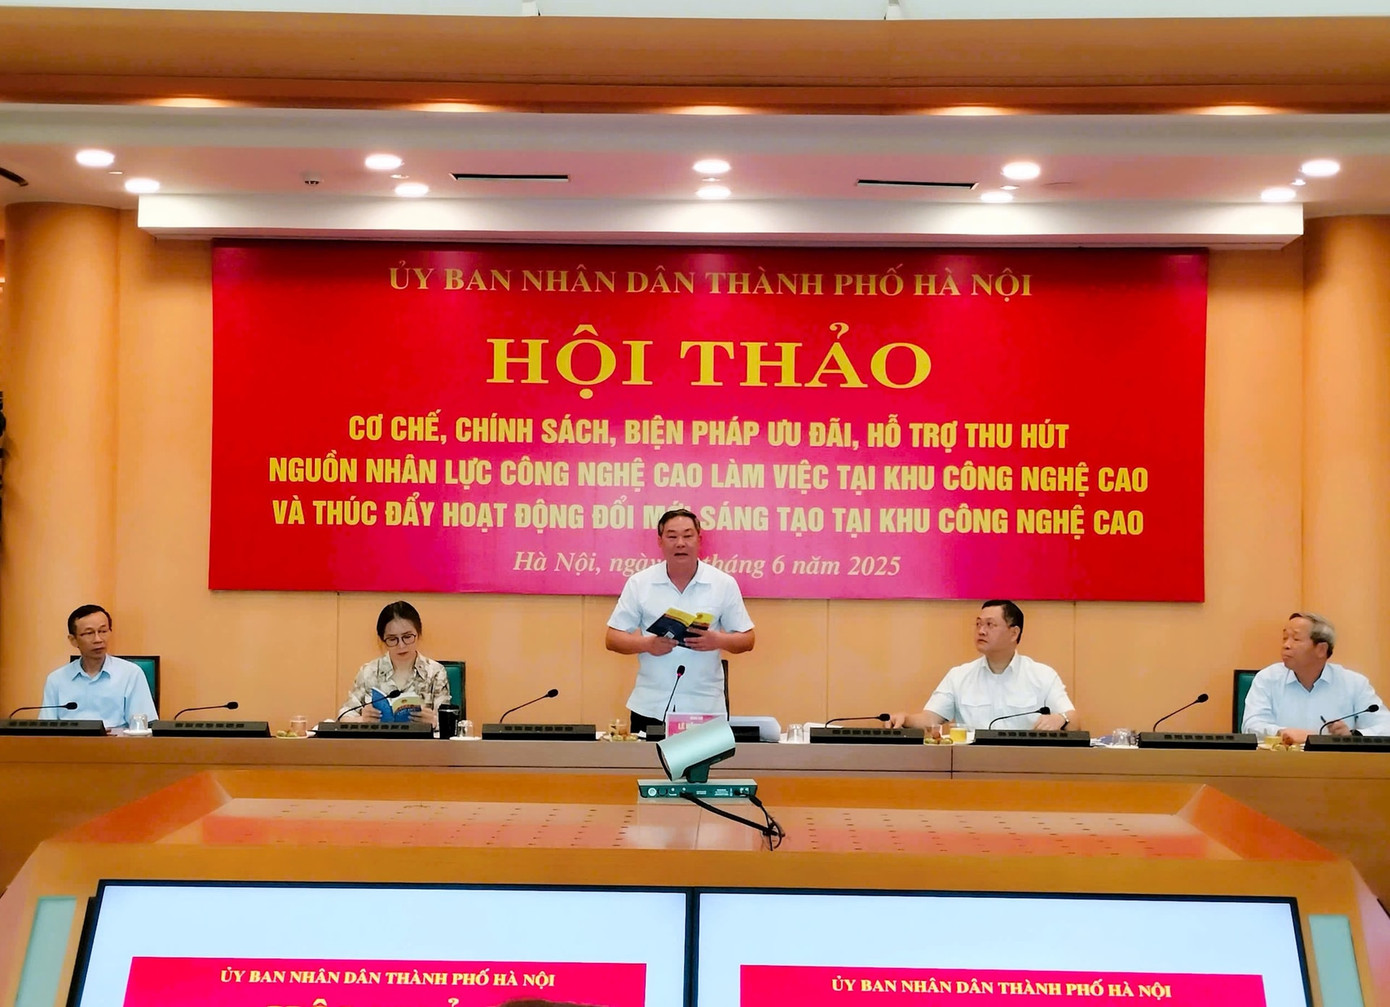 ỦY BAN NHÂN DÂN THÀNH PHỐ HÀ NỘI
HỘI THẢO
CƠ CHẾ, CHÍNH SÁCH, BIỆN PHÁP ƯU ĐÃI, HỖ TRỢ THU HÚT
NGUỒN NHÂN LỰC CÔNG NGHỆ CAO LÀM VIỆC TẠI KHU CÔNG NGHỆ CAO
VÀ THÚC ĐẨY HOẠT ĐỘNG ĐỔI MỚI SÁNG TẠO TẠI KHU CÔNG NGHỆ CAO
Hà Nội, ngày tháng 6 năm 2025
ỦY BAN NHÂN DÂN THÀNH PHỐ HÀ NỘI
ỦY BAN NHÂN DÂN THÀNH PHỐ HÀ NỘI